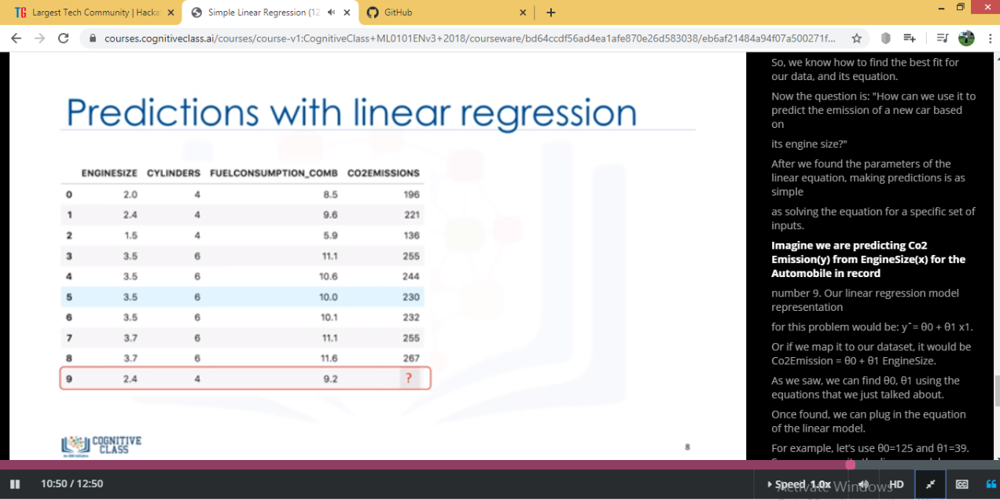 Largest Tech Community | Hacka
Simple Linear Regression (12
GitHub
courses.cognitiveclass.ai/courses/course-v1:CognitiveClass+ML0101ENv3+2018/courseware/bd64ccdf56ad4ea1afe870e26d583038/eb6af21484a94f07a500271f...
Predictions with linear regression
ENGINESIZE CYLINDERS FUELCONSUMPTION_COMB CO2EMISSIONS
0 2.0 4 8.5 196
1 2.4 4 9.6 221
2 1.5 4 5.9 136
3 3.5 6 11.1 255
4 3.5 6 10.6 244
5 3.5 6 10.0 230
6 3.5 6 10.1 232
7 3.7 6 11.1 255
8 3.7 6 11.6 267
9 2.4 4 9.2 ?
COGNITIVE
CLASS
8
So, we know how to find the best fit for
our data, and its equation.
Now the question is: "How can we use it to
predict the emission of a new car based
on
its engine size?"
After we found the parameters of the
linear equation, making predictions is as
simple
as solving the equation for a specific set of
inputs.
Imagine we are predicting Co2
Emission(y) from EngineSize(x) for the
Automobile in record
number 9. Our linear regression model
representation
for this problem would be: yˆ= θ0 + θ1 x1.
Or if we map it to our dataset, it would be
Co2Emission = θ0 + θ1 EngineSize.
As we saw, we can find θ0, θ1 using the
equations that we just talked about.
Once found, we can plug in the equation
of the linear model.
For example, let's use θ0=125 and θ1=39.
10:50 / 12:50
Speed 1.0x
HD
Activate Windows